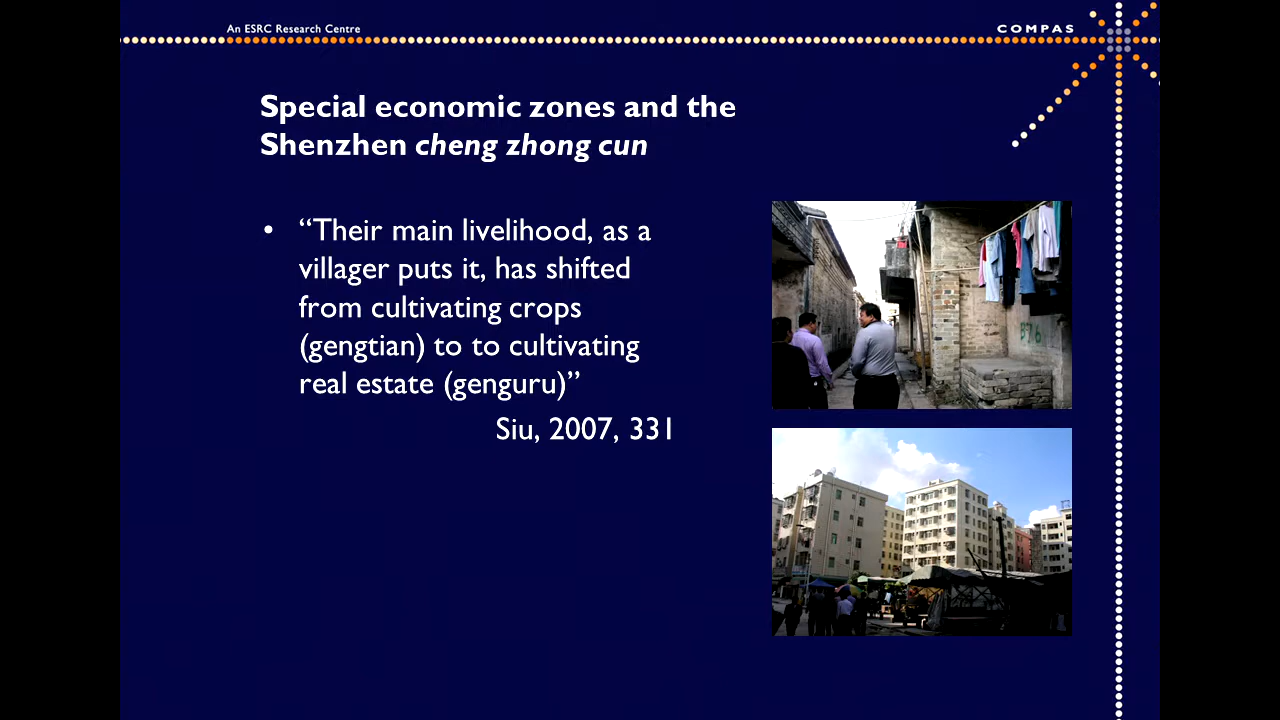 An ESRC Research Centre
COMPAS
Special economic zones and the
Shenzhen cheng zhong cun
• “Their main livelihood, as a
villager puts it, has shifted
from cultivating crops
(gengtian) to to cultivating
real estate (genguru)”
Siu, 2007, 331